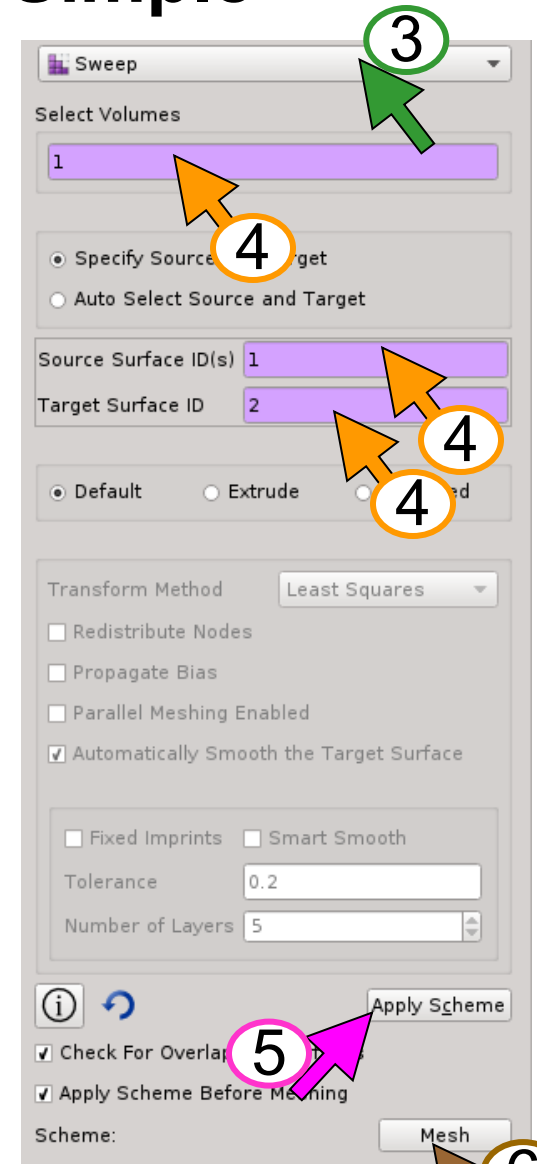 3
Sweep
Select Volumes
1
4
Specify Source
Auto Select Source and Target
Source Surface ID(s) 1
Target Surface ID 2
4
4
Default Extrude
Transform Method Least Squares
Redistribute Nodes
Propagate Bias
Parallel Meshing Enabled
Automatically Smooth the Target Surface
Fixed Imprints Smart Smooth
Tolerance 0.2
Number of Layers 5
Apply Scheme
5
Check For
Apply Scheme Before
Scheme: Mesh